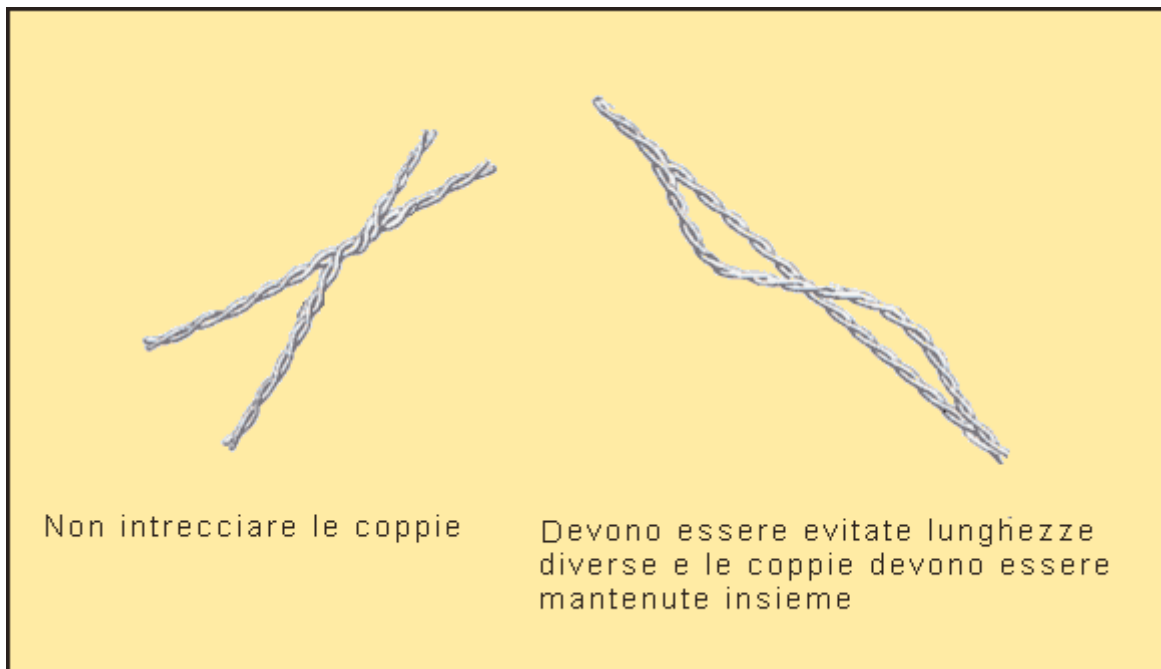 Non intrecciare le coppie
Devono essere evitate lunghezze
diverse e le coppie devono essere
mantenute insieme